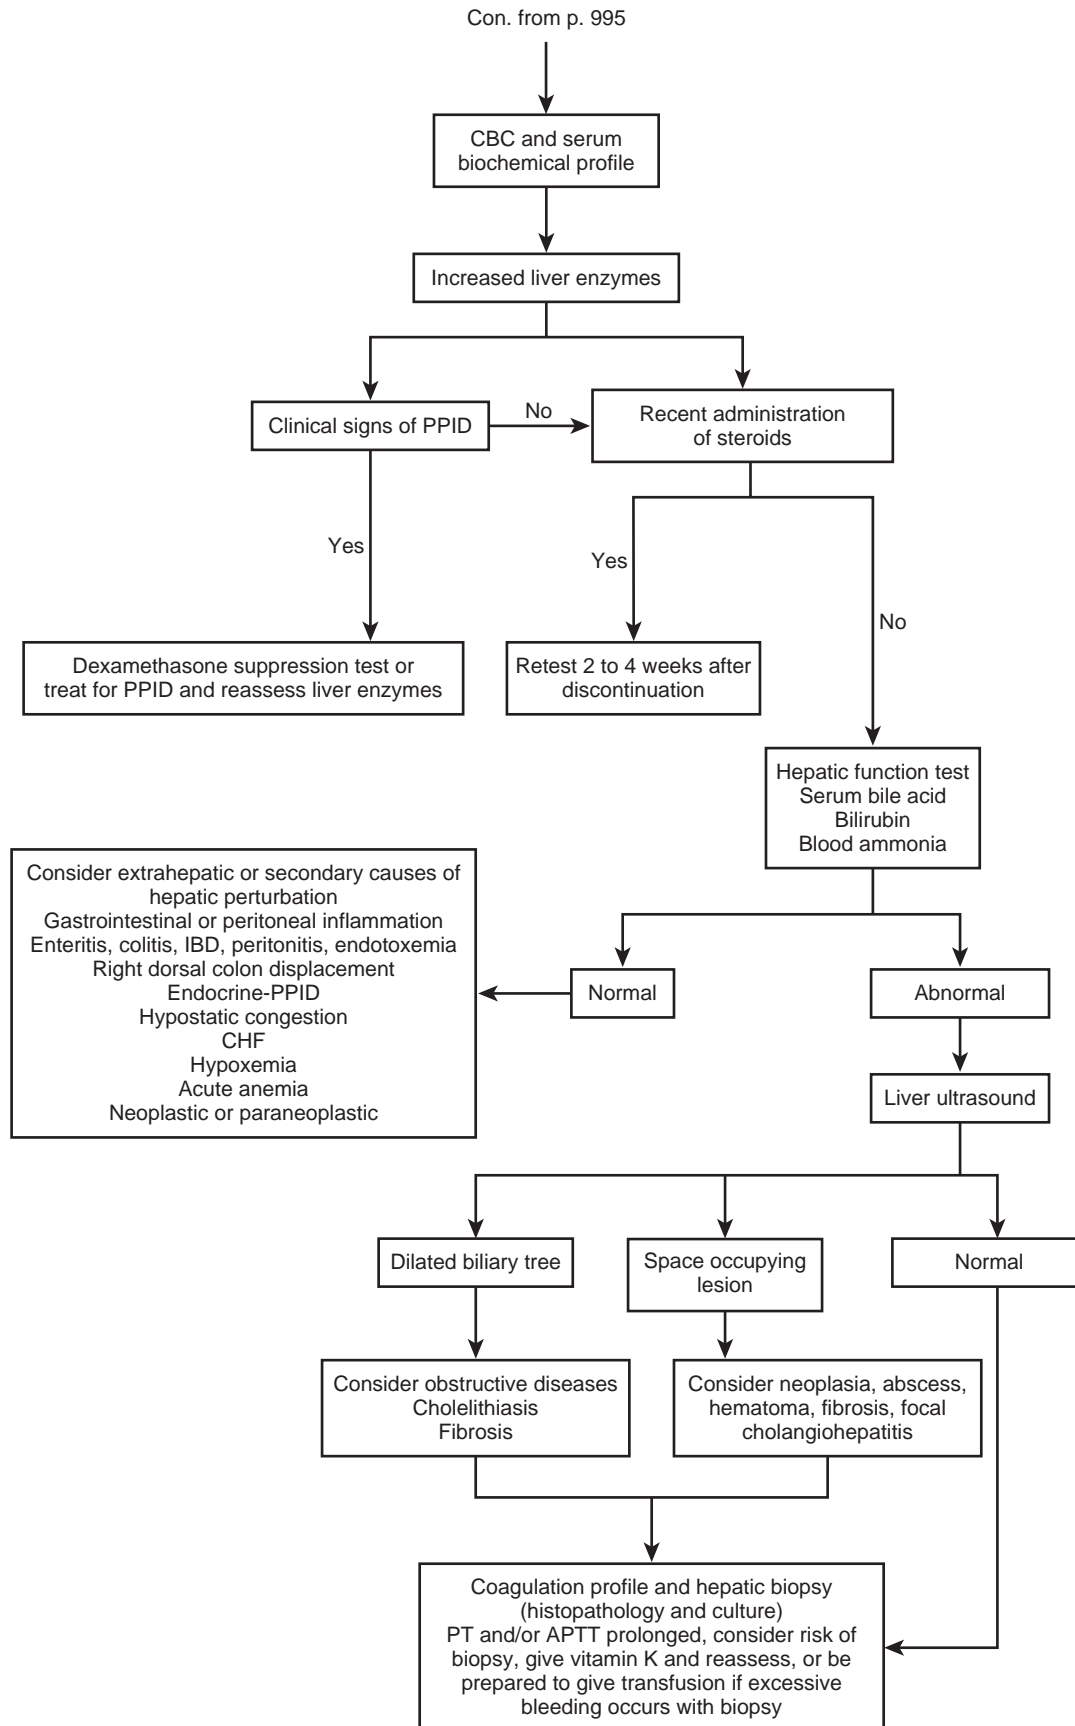 Con. from p. 995
CBC and serum
biochemical profile
Increased liver enzymes
Clinical signs of PPID
No
Recent administration
of steroids
Yes
Yes
No
Dexamethasone suppression test or
treat for PPID and reassess liver enzymes
Retest 2 to 4 weeks after
discontinuation
Hepatic function test
Serum bile acid
Bilirubin
Blood ammonia
Consider extrahepatic or secondary causes of
hepatic perturbation
Gastrointestinal or peritoneal inflammation
Enteritis, colitis, IBD, peritonitis, endotoxemia
Right dorsal colon displacement
Endocrine-PPID
Hypostatic congestion
CHF
Hypoxemia
Acute anemia
Neoplastic or paraneoplastic
Normal
Abnormal
Liver ultrasound
Dilated biliary tree
Space occupying
lesion
Normal
Consider obstructive diseases
Cholelithiasis
Fibrosis
Consider neoplasia, abscess,
hematoma, fibrosis, focal
cholangiohepatitis
Coagulation profile and hepatic biopsy
(histopathology and culture)
PT and/or APTT prolonged, consider risk of
biopsy, give vitamin K and reassess, or be
prepared to give transfusion if excessive
bleeding occurs with biopsy